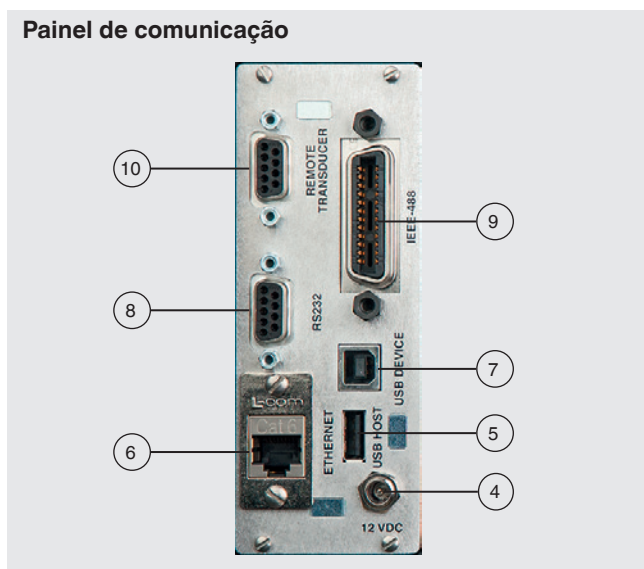 Painel de comunicação
10
REMOTE
TRANSDUCER
9
IEEE-488
8
RS232
7
USB DEVICE
L-com
Cat 6
6
ETHERNET
USB HOST
5
4
12 VDC